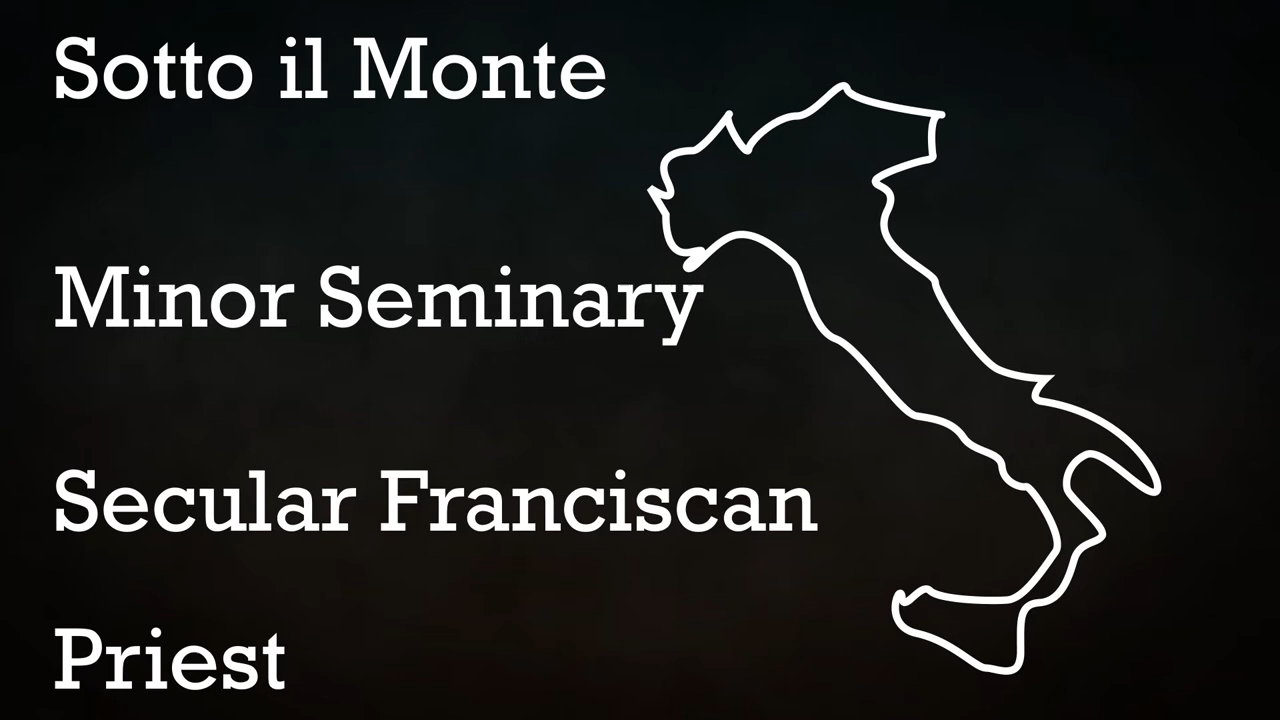 Sotto il Monte
Minor Seminary
Secular Franciscan
Priest